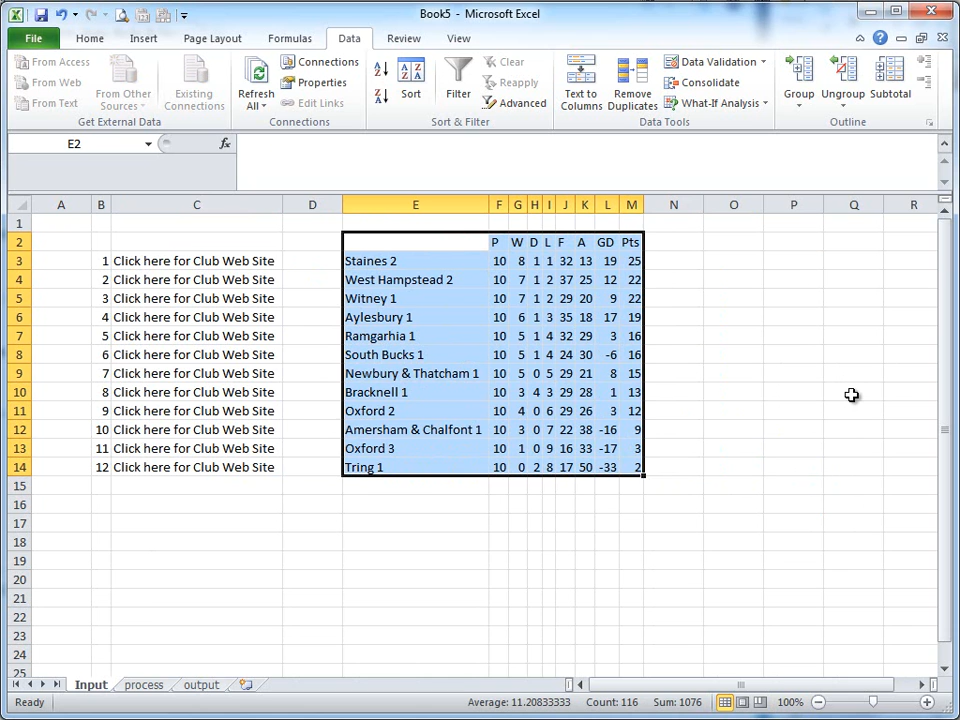 Book5 - Microsoft Excel
File Home Insert Page Layout Formulas Data Review View
From Access
From Web
From Text
From Other Sources
Existing Connections
Get External Data
Refresh All
Connections
Properties
Edit Links
Connections
Sort
Filter
Clear
Reapply
Advanced
Sort & Filter
Text to Columns
Remove Duplicates
Data Validation
Consolidate
What-If Analysis
Data Tools
Group
Ungroup
Subtotal
Outline
E2 fx
A B C D E F G H I J K L M N O P Q R
1
2 P W D L F A GD Pts
3 1 Click here for Club Web Site Staines 2 10 8 1 1 32 13 19 25
4 2 Click here for Club Web Site West Hampstead 2 10 7 1 2 37 25 12 22
5 3 Click here for Club Web Site Witney 1 10 7 1 2 29 20 9 22
6 4 Click here for Club Web Site Aylesbury 1 10 6 1 3 35 18 17 19
7 5 Click here for Club Web Site Ramgarhia 1 10 5 1 4 32 29 3 16
8 6 Click here for Club Web Site South Bucks 1 10 5 1 4 24 30 -6 16
9 7 Click here for Club Web Site Newbury & Thatcham 1 10 5 0 5 29 21 8 15
10 8 Click here for Club Web Site Bracknell 1 10 3 4 3 29 28 1 13
11 9 Click here for Club Web Site Oxford 2 10 4 0 6 29 26 3 12
12 10 Click here for Club Web Site Amersham & Chalfont 1 10 3 0 7 22 38 -16 9
13 11 Click here for Club Web Site Oxford 3 10 1 0 9 16 33 -17 3
14 12 Click here for Club Web Site Tring 1 10 0 2 8 17 50 -33 2
15
16
17
18
19
20
21
22
23
24
25
Input process output
Ready Average: 11.20833333 Count: 116 Sum: 1076 100%